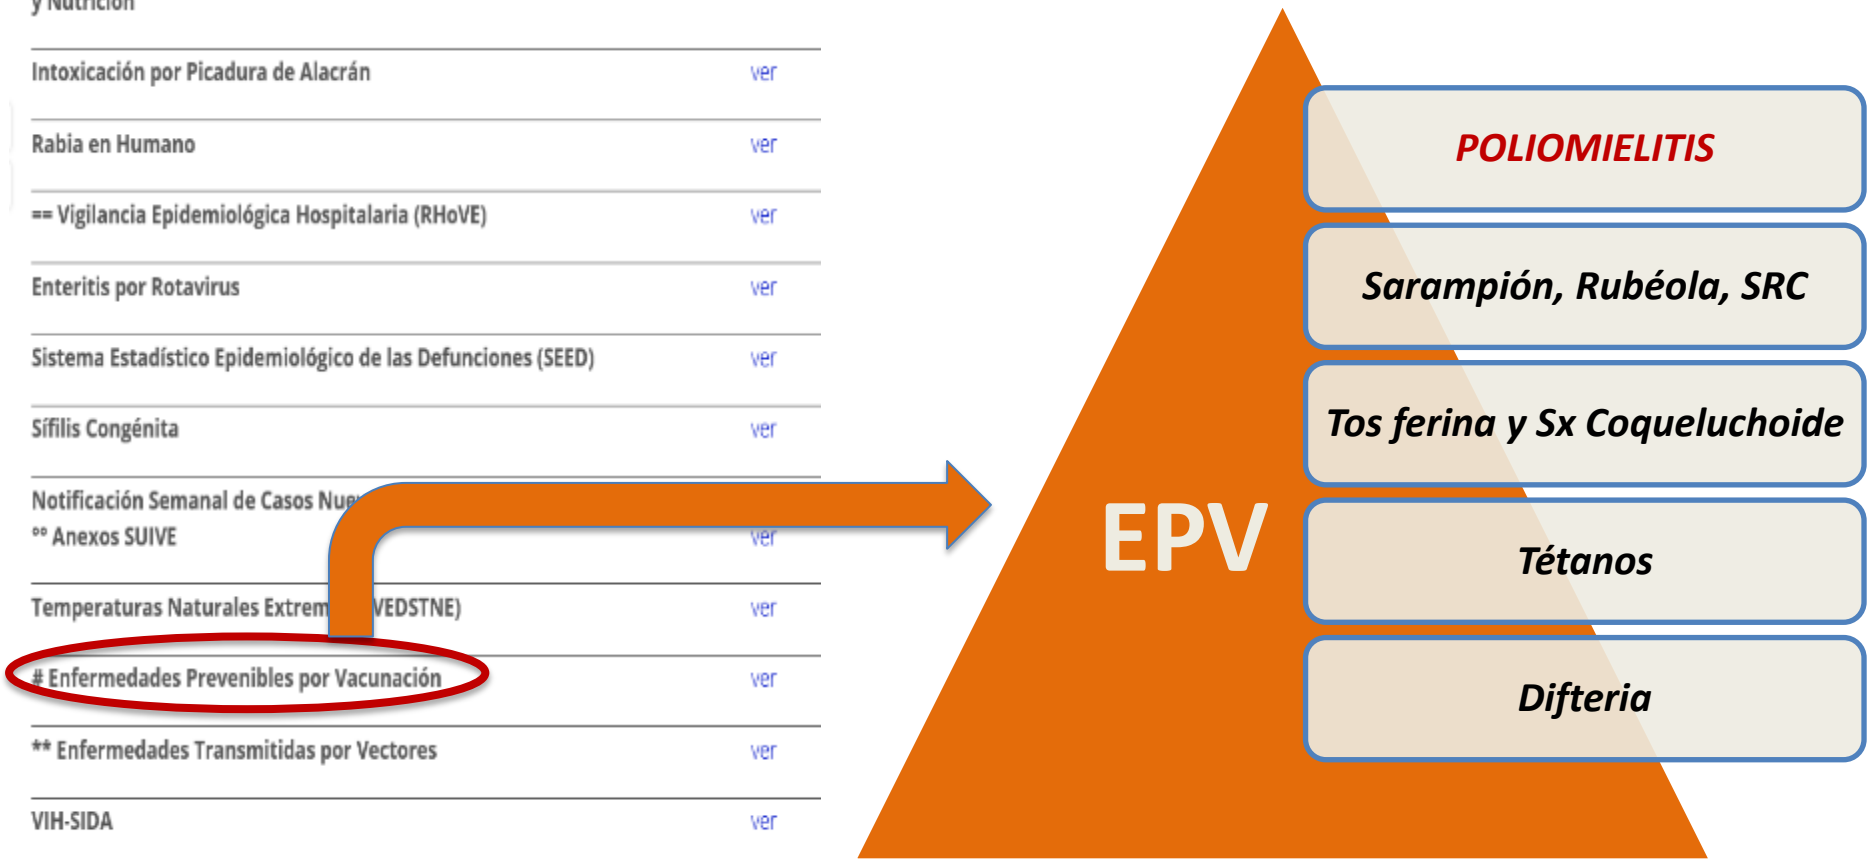 y Nutrición
Intoxicación por Picadura de Alacrán ver
Rabia en Humano ver
== Vigilancia Epidemiológica Hospitalaria (RHoVE) ver
Enteritis por Rotavirus ver
Sistema Estadístico Epidemiológico de las Defunciones (SEED) ver
Sífilis Congénita ver
Notificación Semanal de Casos
°° Anexos SUIVE ver
Temperaturas Naturales VEDSTNE) ver
# Enfermedades Prevenibles por Vacunación ver
** Enfermedades Transmitidas por Vectores ver
VIH-SIDA ver
EPV
POLIOMIELITIS
Sarampión, Rubéola, SRC
Tos ferina y Sx Coqueluchoide
Tétanos
Difteria